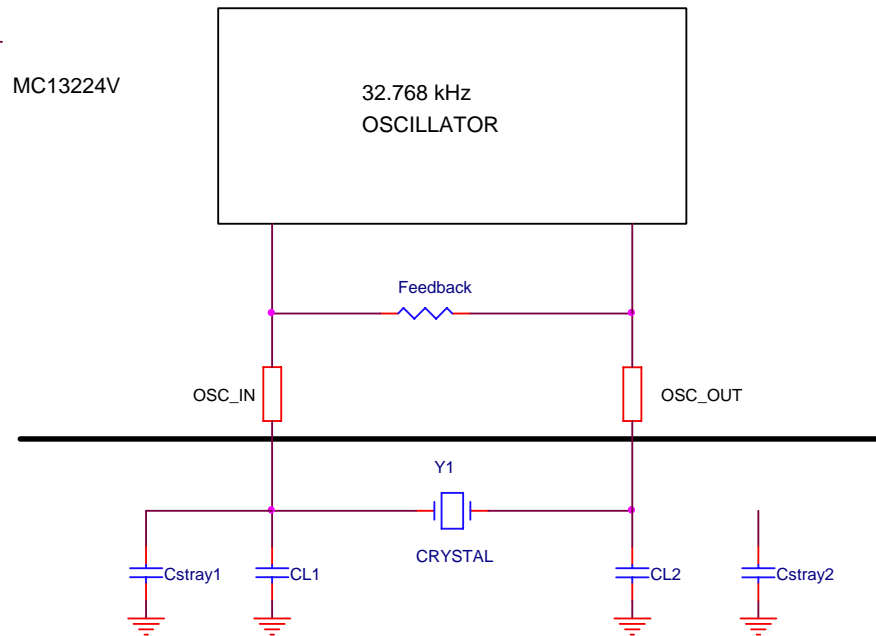 MC13224V
32.768 kHz
OSCILLATOR
Feedback
OSC_IN
OSC_OUT
Y1
CRYSTAL
Cstray1
CL1
CL2
Cstray2